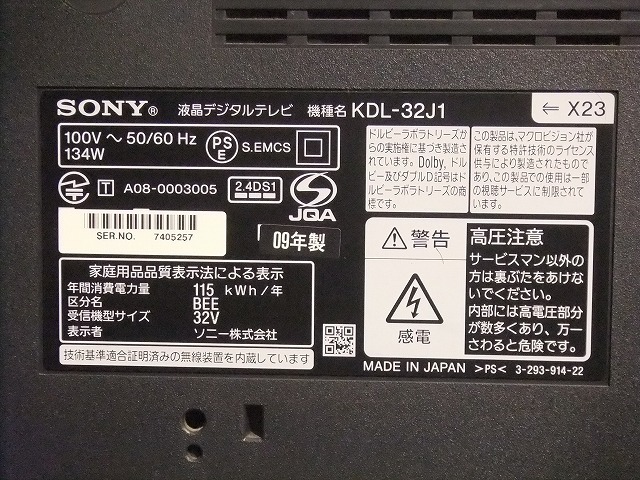 SONY® 液晶デジタルテレビ 機種名 KDL-32J1
⇐ X23
100V ～ 50/60 Hz
134W
PS
E
S.EMCS
T A08-0003005
2.4DS1
JQA
SER.NO. 7405257
09年製
家庭用品品質表示法による表示
年間消費電力量 115 kWh/年
区分名 BEE
受信機型サイズ 32V
表示者 ソニー株式会社
技術基準適合証明済みの無線装置を内蔵しています
ドルビーラボラトリーズか
らの実施権に基づき製造さ
れています。Dolby、ドル
ビー及びダブルD記号はド
ルビーラボラトリーズの商
標です。
この製品は、マクロビジョン社が
保有する特許技術のライセンス
供与により製造されたものであ
り、この製品での使用は一部
の視聴サービスに制限されて
います。
警告
感電
高圧注意
サービスマン以外の
方は裏ぶたをあけな
いでください。
内部には高電圧部分
が数多くあり、万一
さわると危険です。
MADE IN JAPAN >PS< 3-293-914-22